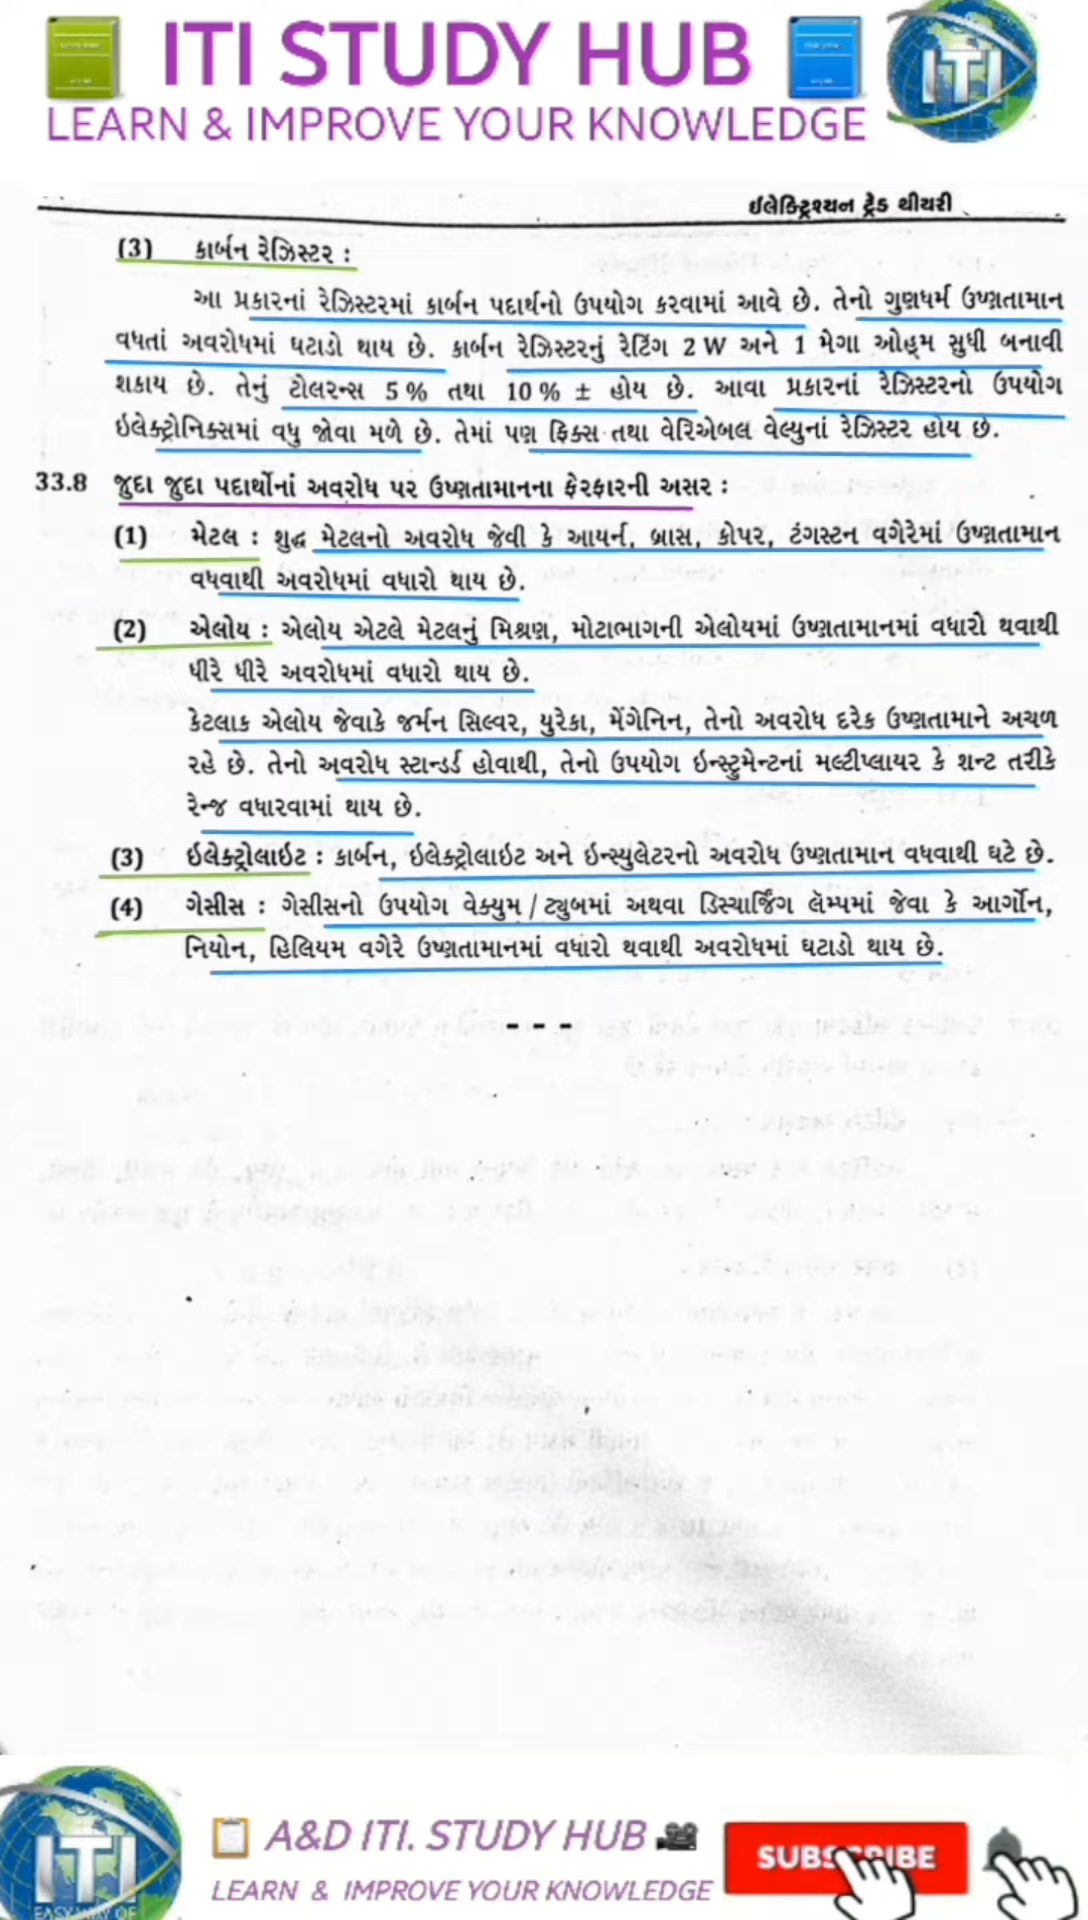 ITI STUDY HUB
LEARN & IMPROVE YOUR KNOWLEDGE
ITI
ઈલેક્ટ્રિશ્યન ટ્રેડ થીયરી
(3) કાર્બન રેઝિસ્ટર :
આ પ્રકારનાં રેઝિસ્ટરમાં કાર્બન પદાર્થનો ઉપયોગ કરવામાં આવે છે. તેનો ગુણધર્મ ઉષ્ણતામાન
વધતાં અવરોધમાં ઘટાડો થાય છે. કાર્બન રેઝિસ્ટરનું રેટિંગ 2 W અને 1 મેગા ઓહ્મ સુધી બનાવી
શકાય છે. તેનું ટોલરન્સ 5 % તથા 10 % ± હોય છે. આવા પ્રકારનાં રેઝિસ્ટરનો ઉપયોગ
ઇલેક્ટ્રોનિક્સમાં વધુ જોવા મળે છે. તેમાં પણ ફિક્સ તથા વેરિએબલ વેલ્યુનાં રેઝિસ્ટર હોય છે.
33.8 જુદા જુદા પદાર્થોનાં અવરોધ પર ઉષ્ણતામાનના ફેરફારની અસર :
(1) મેટલ : શુદ્ધ મેટલનો અવરોધ જેવી કે આયર્ન, બ્રાસ, કોપર, ટંગસ્ટન વગેરેમાં ઉષ્ણતામાન
વધવાથી અવરોધમાં વધારો થાય છે.
(2) એલોય : એલોય એટલે મેટલનું મિશ્રણ, મોટાભાગની એલોયમાં ઉષ્ણતામાનમાં વધારો થવાથી
ધીરે ધીરે અવરોધમાં વધારો થાય છે.
કેટલાક એલોય જેવાકે જર્મન સિલ્વર, યુરેકા, મેંગેનિન, તેનો અવરોધ દરેક ઉષ્ણતામાને અચળ
રહે છે. તેનો અવરોધ સ્ટાન્ડર્ડ હોવાથી, તેનો ઉપયોગ ઇન્સ્ટ્રુમેન્ટનાં મલ્ટીપ્લાયર કે શન્ટ તરીકે
રેન્જ વધારવામાં થાય છે.
(3) ઇલેક્ટ્રોલાઇટ : કાર્બન, ઇલેક્ટ્રોલાઇટ અને ઇન્સ્યુલેટરનો અવરોધ ઉષ્ણતામાન વધવાથી ઘટે છે.
(4) ગેસીસ : ગેસીસનો ઉપયોગ વેક્યુમ / ટ્યુબમાં અથવા ડિસ્ચાર્જિંગ લૅમ્પમાં જેવા કે આર્ગોન,
નિયોન, હિલિયમ વગેરે ઉષ્ણતામાનમાં વધારો થવાથી અવરોધમાં ઘટાડો થાય છે.
- - -
ITI
EASY WAY OF
A&D ITI. STUDY HUB
LEARN & IMPROVE YOUR KNOWLEDGE
SUBSCRIBE